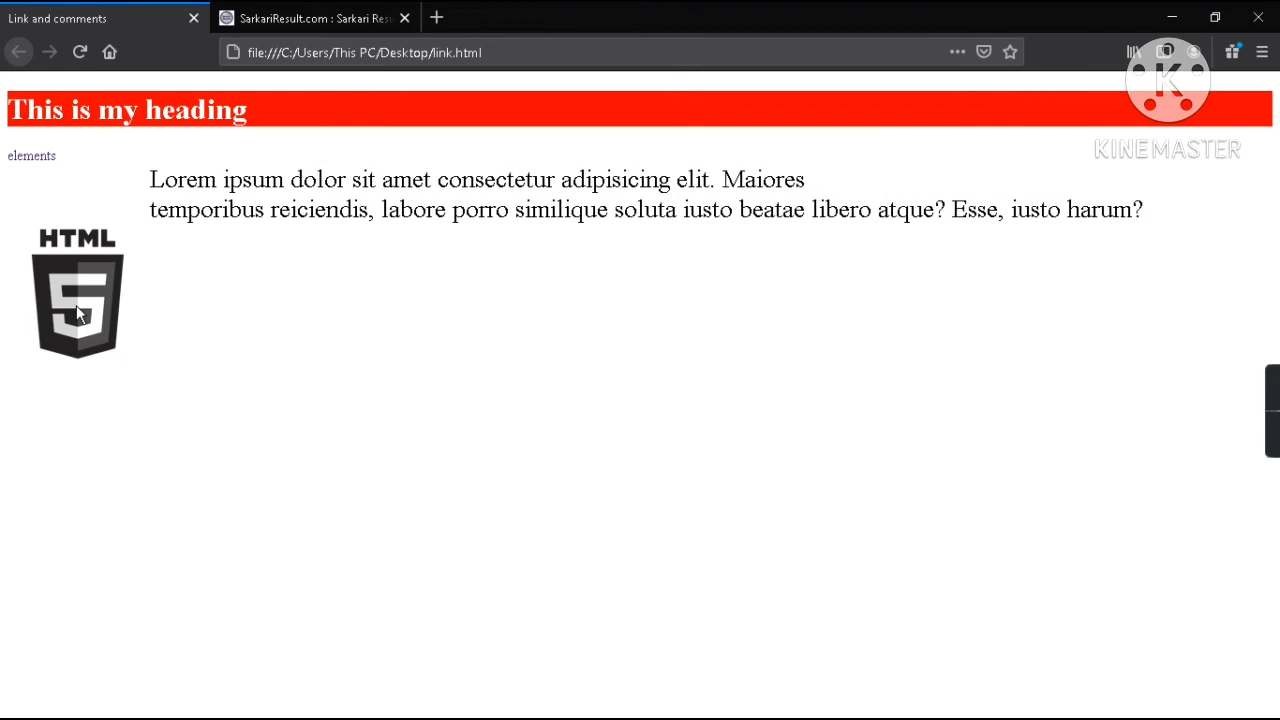 Link and comments
SarkariResult.com : Sarkari Res
file:///C:/Users/This PC/Desktop/link.html
K
KINEMASTER
This is my heading
elements
Lorem ipsum dolor sit amet consectetur adipisicing elit. Maiores
temporibus reiciendis, labore porro similique soluta iusto beatae libero atque? Esse, iusto harum?
HTML
5